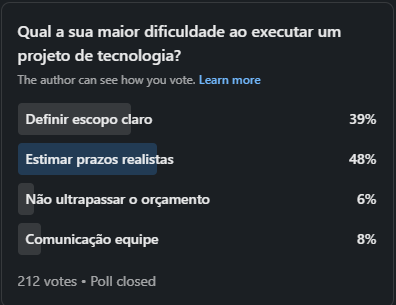 Qual a sua maior dificuldade ao executar um
projeto de tecnologia?
The author can see how you vote. Learn more
Definir escopo claro 39%
Estimar prazos realistas 48%
Não ultrapassar o orçamento 6%
Comunicação equipe 8%
212 votes • Poll closed